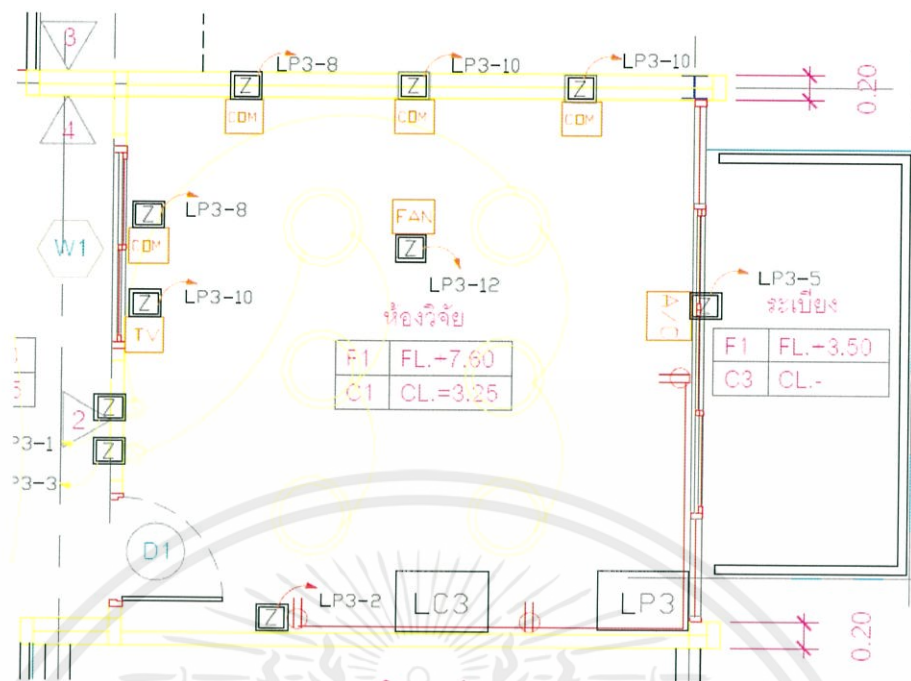 3
LP3-8
LP3-10
LP3-10
0.20
Z
Z
Z
COM
COM
COM
4
Z
LP3-8
FAN
W1
COM
Z
LP3-12
LP3-5
Z
LP3-10
A/C
Z
ระเบียง
TV
ห้องวิจัย
F1 FL.+7.60
F1 FL.+3.50
C1 CL.=3.25
C3 CL.-
5
Z
2
P3-1
Z
P3-3
D1
LP3-2
LC3
LP3
Z
0.20